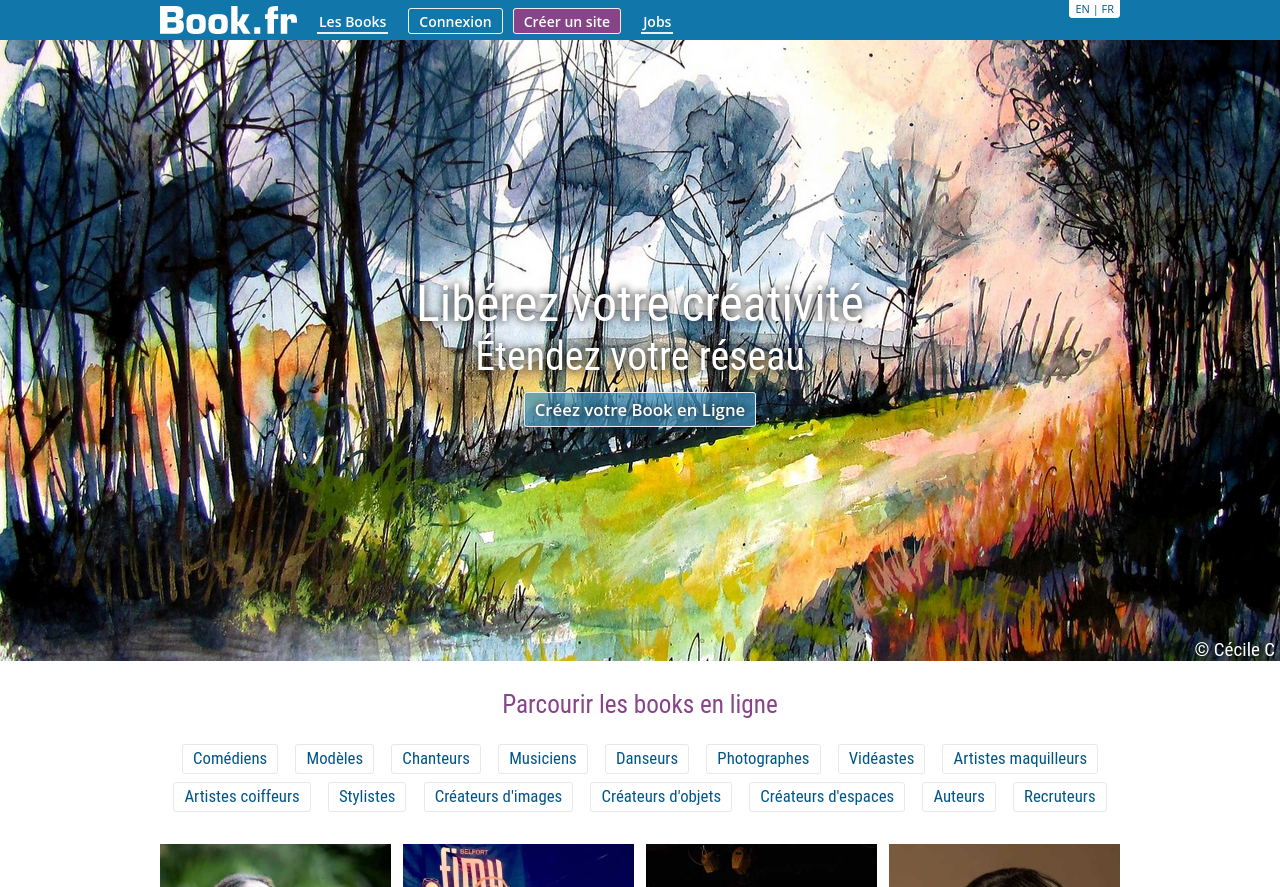 Book.fr Les Books Connexion Créer un site Jobs EN | FR
Libérez votre créativité
Étendez votre réseau
Créez votre Book en Ligne
© Cécile C
Parcourir les books en ligne
Comédiens Modèles Chanteurs Musiciens Danseurs Photographes Vidéastes Artistes maquilleurs
Artistes coiffeurs Stylistes Créateurs d'images Créateurs d'objets Créateurs d'espaces Auteurs Recruteurs
BELFORT
fimu